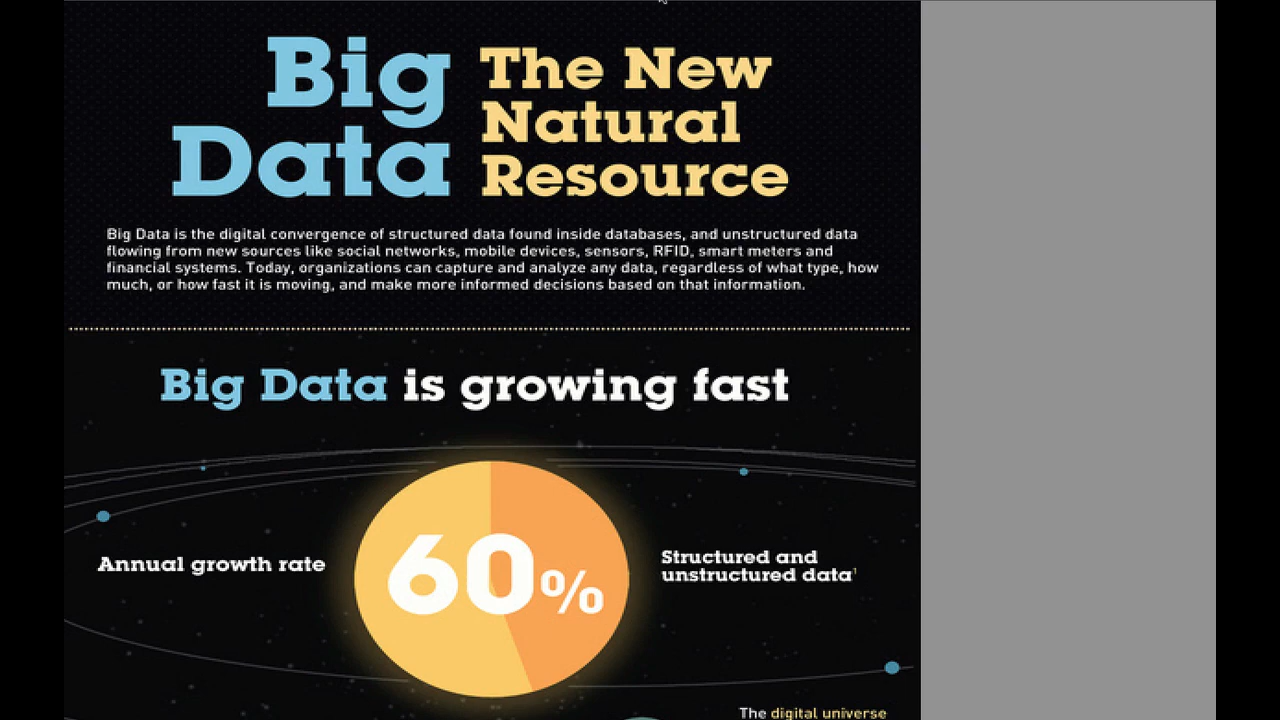 Big
Data
The New
Natural
Resource
Big Data is the digital convergence of structured data found inside databases, and unstructured data
flowing from new sources like social networks, mobile devices, sensors, RFID, smart meters and
financial systems. Today, organizations can capture and analyze any data, regardless of what type, how
much, or how fast it is moving, and make more informed decisions based on that information.
Big Data is growing fast
Annual growth rate
60%
Structured and
unstructured data¹
The digital universe